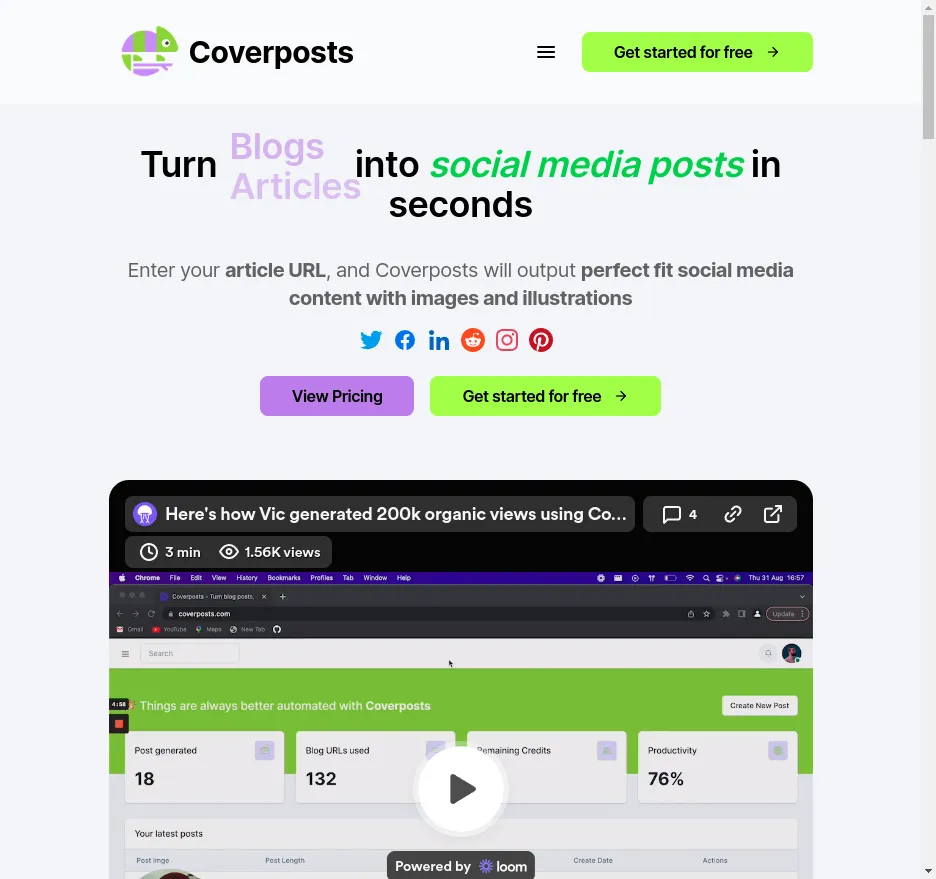 Coverposts
Get started for free
Turn Blogs Articles into social media posts in
seconds
Enter your article URL, and Coverposts will output perfect fit social media
content with images and illustrations
View Pricing
Get started for free
Here's how Vic generated 200k organic views using Co...
4
3 min
1.56K views
Chrome File Edit View History Bookmarks Profiles Tab Window Help
Thu 31 Aug 16:57
Coverposts - Turn blog posts,
coverposts.com
Update
Gmail YouTube Maps New Tab
Search
4:58
Things are always better automated with Coverposts
Create New Post
Post generated
18
Blog URLs used
132
Remaining Credits
Productivity
76%
Your latest posts
Post Imge Post Length Create Date Actions
Powered by loom